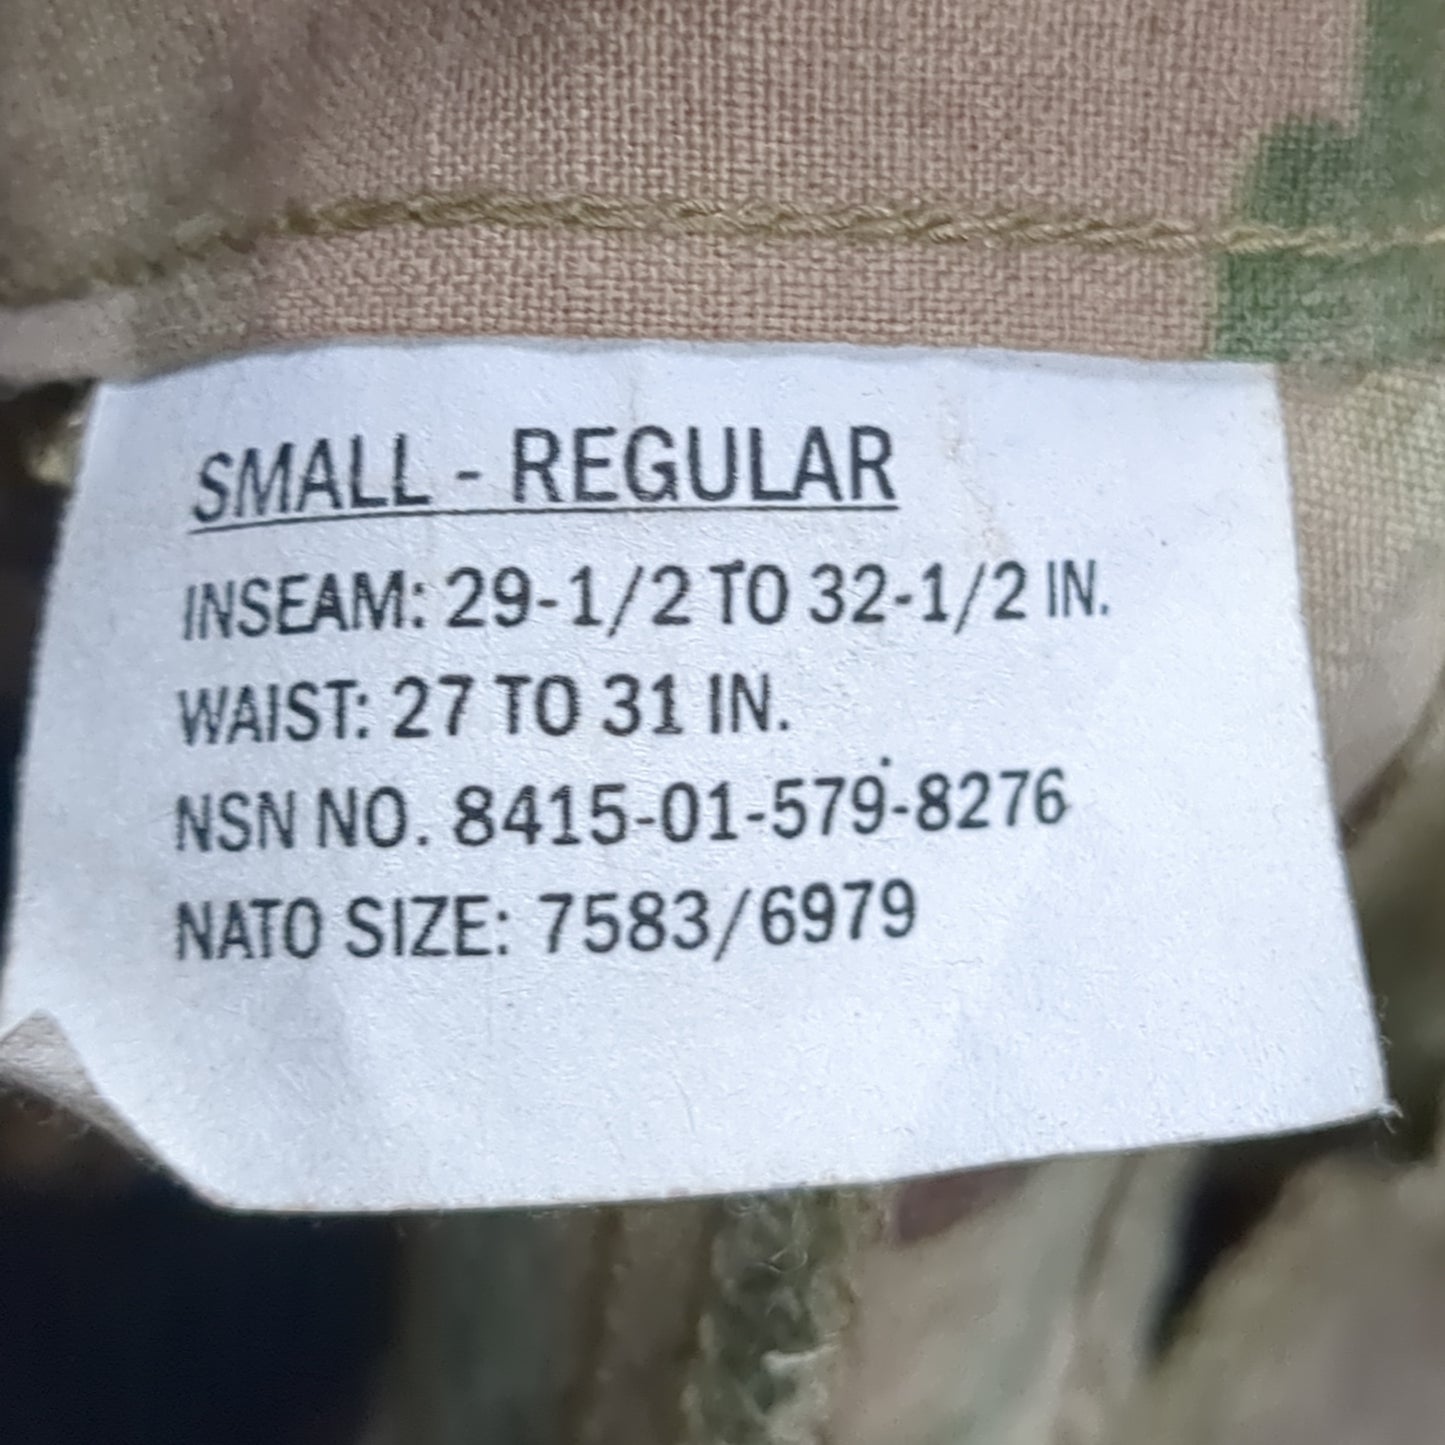 SMALL - REGULAR
INSEAM: 29-1/2 TO 32-1/2 IN.
WAIST: 27 TO 31 IN.
NSN NO. 8415-01-579-8276
NATO SIZE: 7583/6979